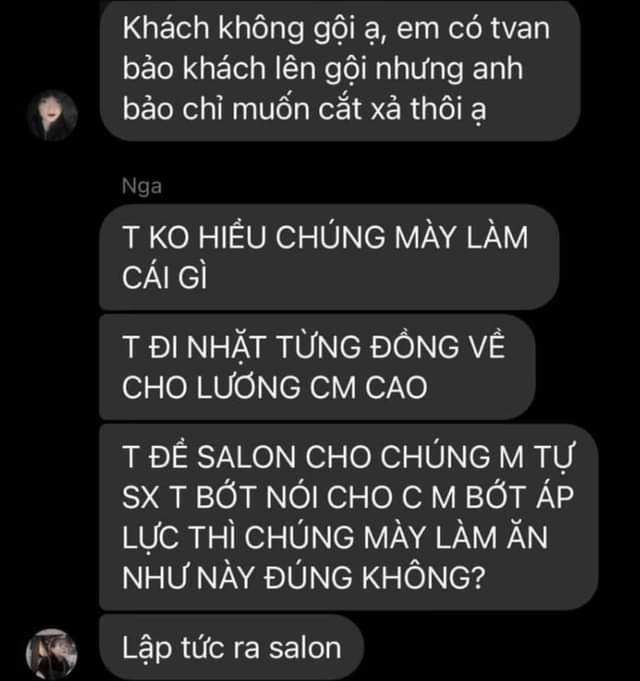 Khách không gội ạ, em có tvan
bảo khách lên gội nhưng anh
bảo chỉ muốn cắt xả thôi ạ
Nga
T KO HIỂU CHÚNG MÀY LÀM
CÁI GÌ
T ĐI NHẶT TỪNG ĐỒNG VỀ
CHO LƯƠNG CM CAO
T ĐỂ SALON CHO CHÚNG M TỰ
SX T BỚT NÓI CHO C M BỚT ÁP
LỰC THÌ CHÚNG MÀY LÀM ĂN
NHƯ NÀY ĐÚNG KHÔNG?
Lập tức ra salon